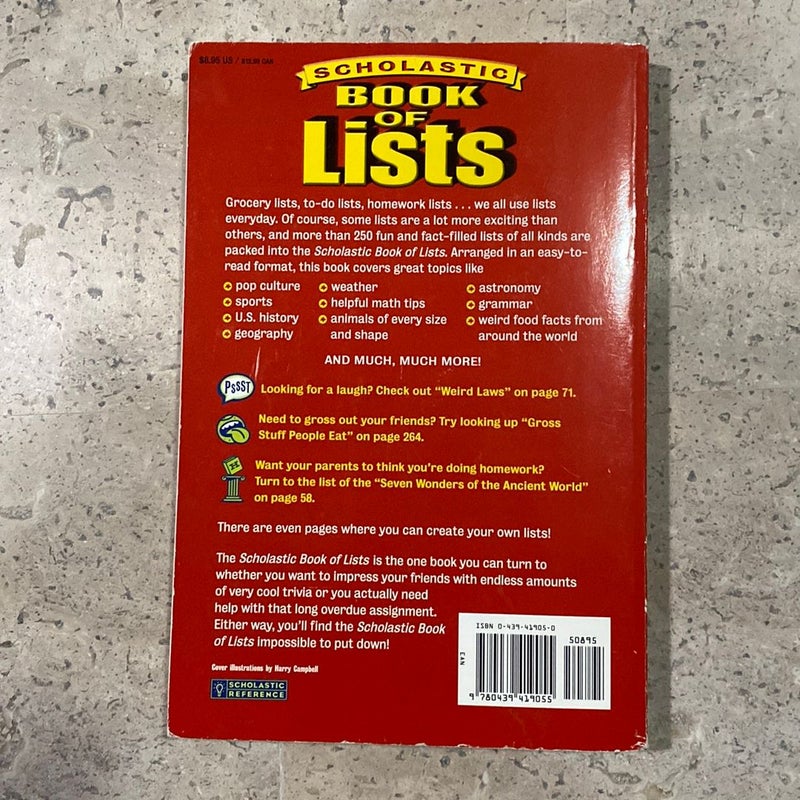 $8.95 US / $12.95 CAN
SCHOLASTIC
BOOK
OF
Lists
Grocery lists, to-do lists, homework lists . . . we all use lists
everyday. Of course, some lists are a lot more exciting than
others, and more than 250 fun and fact-filled lists of all kinds are
packed into the Scholastic Book of Lists. Arranged in an easy-to-
read format, this book covers great topics like
pop culture
sports
U.S. history
geography
weather
helpful math tips
animals of every size
and shape
astronomy
grammar
weird food facts from
around the world
AND MUCH, MUCH MORE!
PSSST
Looking for a laugh? Check out “Weird Laws” on page 71.
Need to gross out your friends? Try looking up “Gross
Stuff People Eat” on page 264.
Want your parents to think you’re doing homework?
Turn to the list of the “Seven Wonders of the Ancient World”
on page 58.
There are even pages where you can create your own lists!
The Scholastic Book of Lists is the one book you can turn to
whether you want to impress your friends with endless amounts
of very cool trivia or you actually need
help with that long overdue assignment.
Either way, you’ll find the Scholastic Book
of Lists impossible to put down!
Cover illustrations by Harry Campbell
SCHOLASTIC
REFERENCE
ISBN 0-439-41905-0
50895
EAN
9 780439 419055